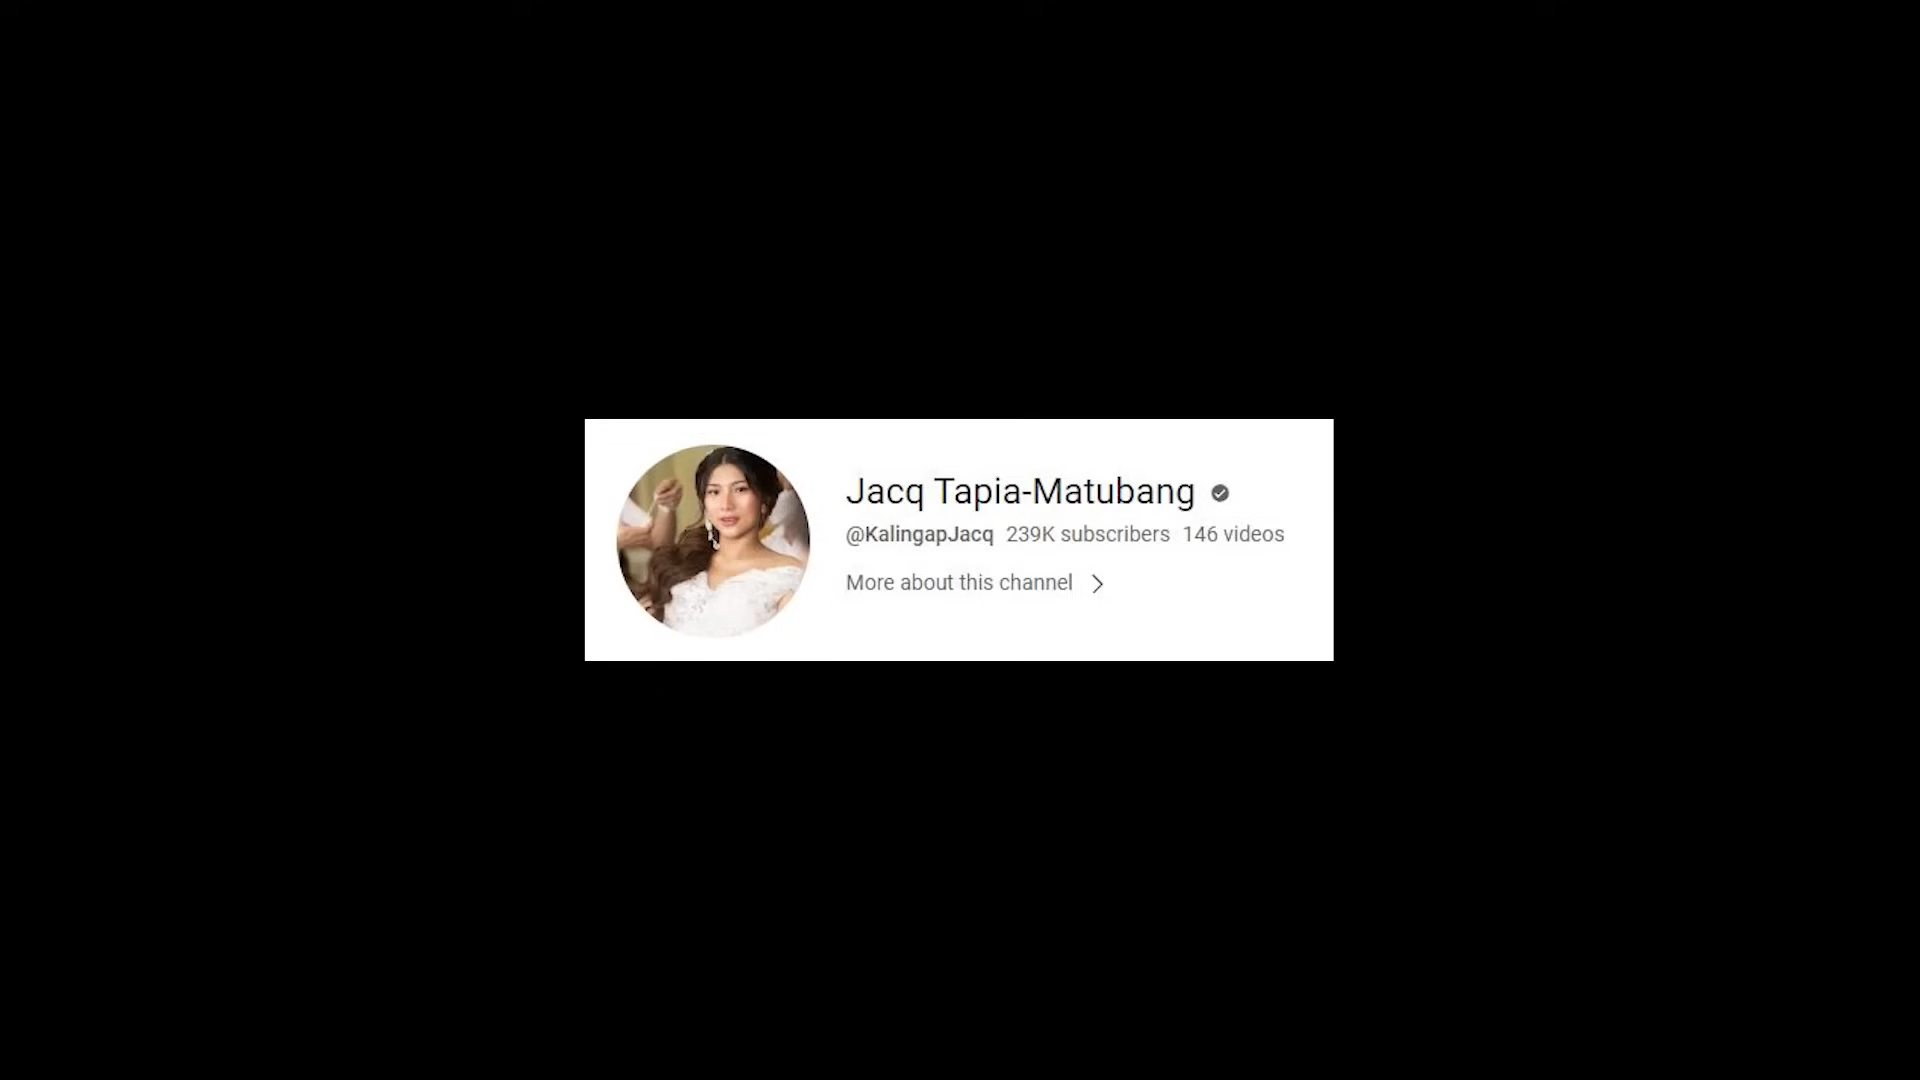 Jacq Tapia-Matubang
@KalingapJacq 239K subscribers 146 videos
More about this channel